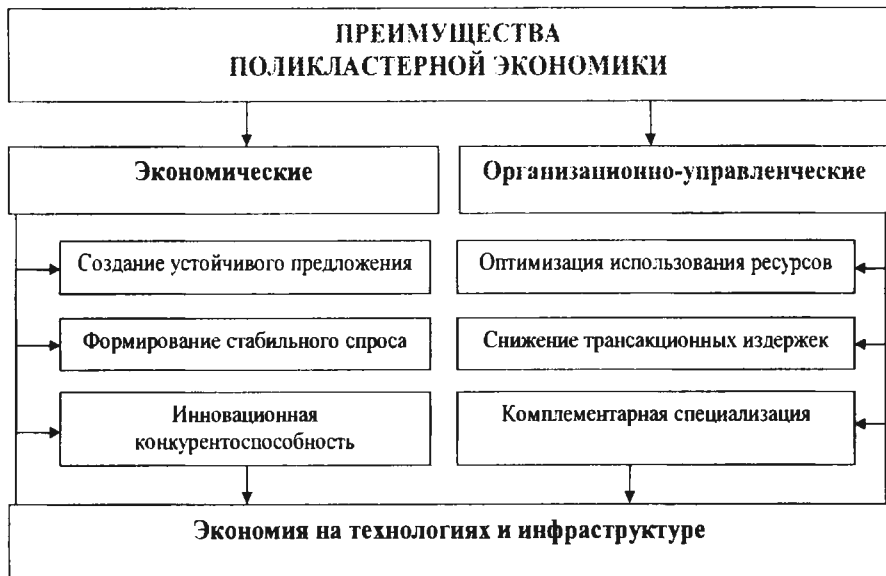 ПРЕИМУЩЕСТВА
ПОЛИКЛАСТЕРНОЙ ЭКОНОМИКИ
Экономические
Организационно-управленческие
Создание устойчивого предложения
Оптимизация использования ресурсов
Формирование стабильного спроса
Снижение трансакционных издержек
Инновационная
конкурентоспособность
Комплементарная специализация
Экономия на технологиях и инфраструктуре